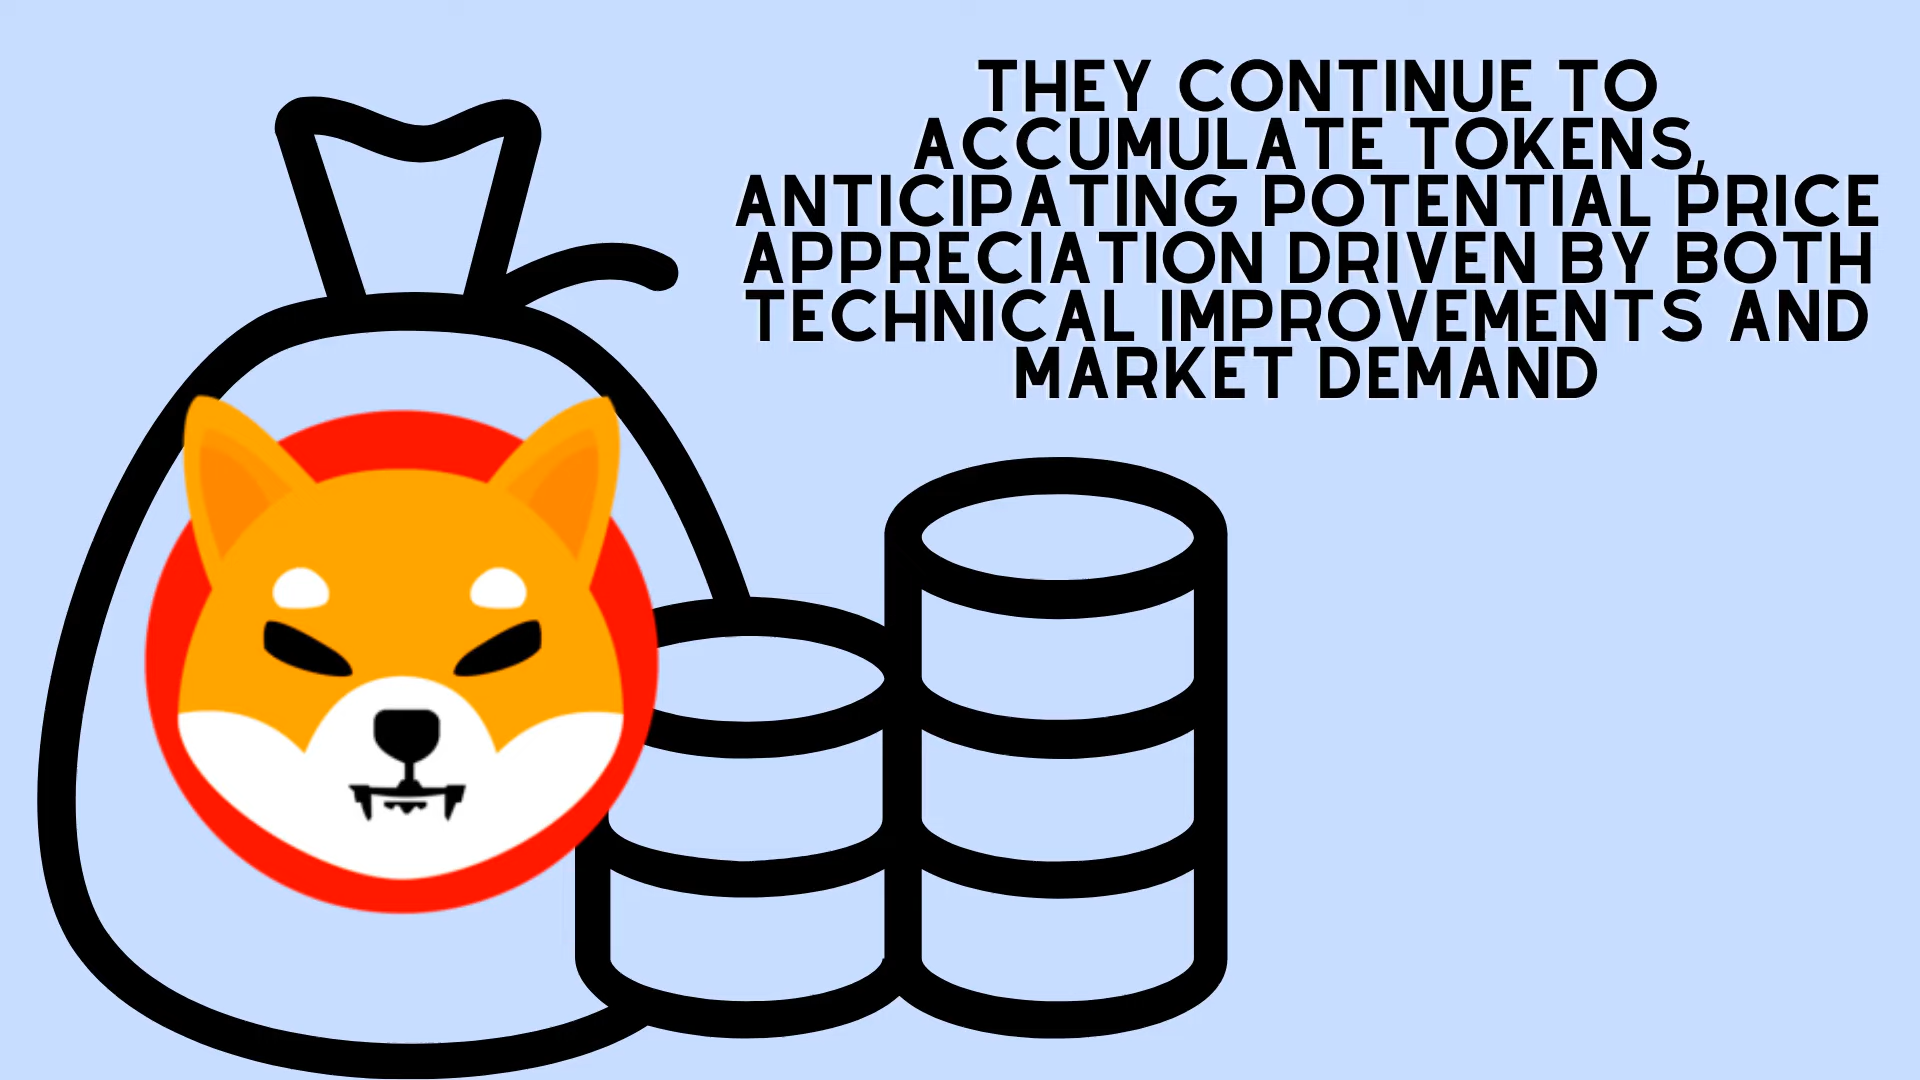 THEY CONTINUE TO
ACCUMULATE TOKENS,
ANTICIPATING POTENTIAL PRICE
APPRECIATION DRIVEN BY BOTH
TECHNICAL IMPROVEMENTS AND
MARKET DEMAND